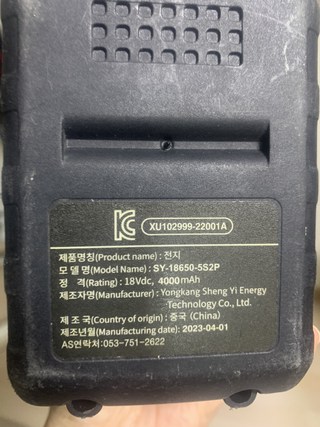 KC
XU102999-22001A
제품명칭(Product name) : 전지
모 델 명(Model Name) : SY-18650-5S2P
정 격(Rating) : 18Vdc, 4000mAh
제조자명(Manufacturer) : Yongkang Sheng Yi Energy
Technology Co., Ltd.
제 조 국(Country of origin) : 중국 (China)
제조년월(Manufacturing date): 2023-04-01
AS연락처:053-751-2622